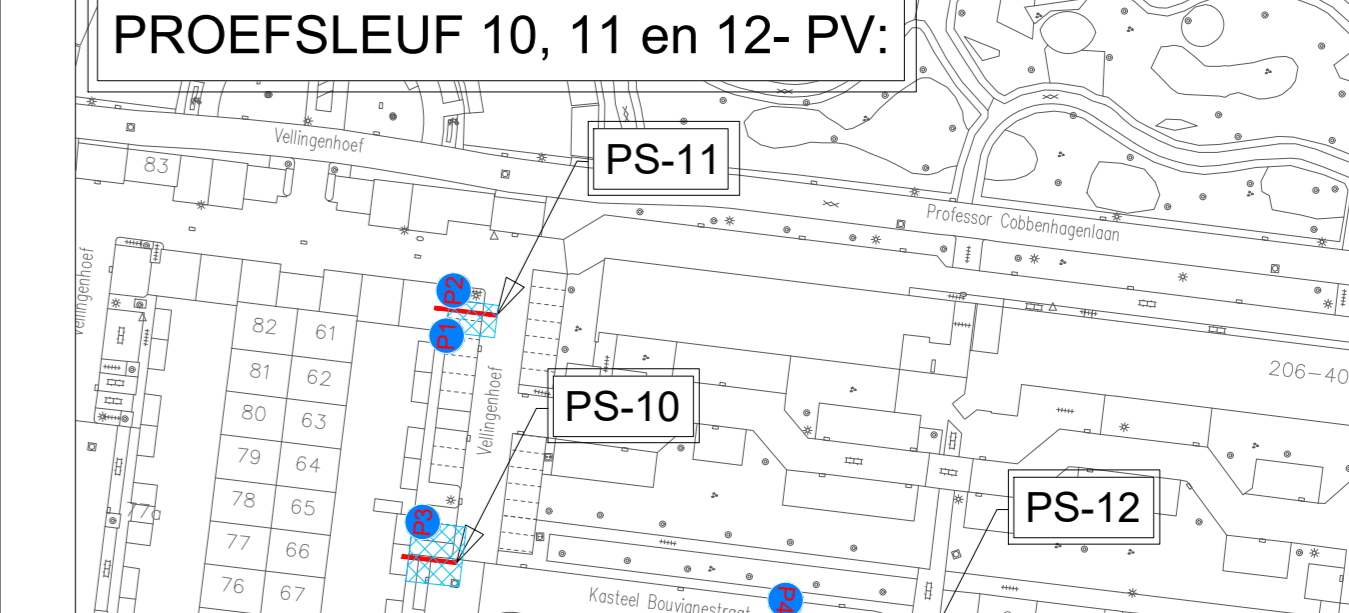 PROEFSLEUF 10, 11 en 12- PV:
Vellingenhoef
83
PS-11
Professor Cobbenhagenlaan
Vellingenhoef
P2
P1
82 61
81 62
206-40
80 63
PS-10
Vellingenhoef
79 64
78 65
77a
PS-12
P3
77 66
76 67
Kasteel Bouvignestraat
P4